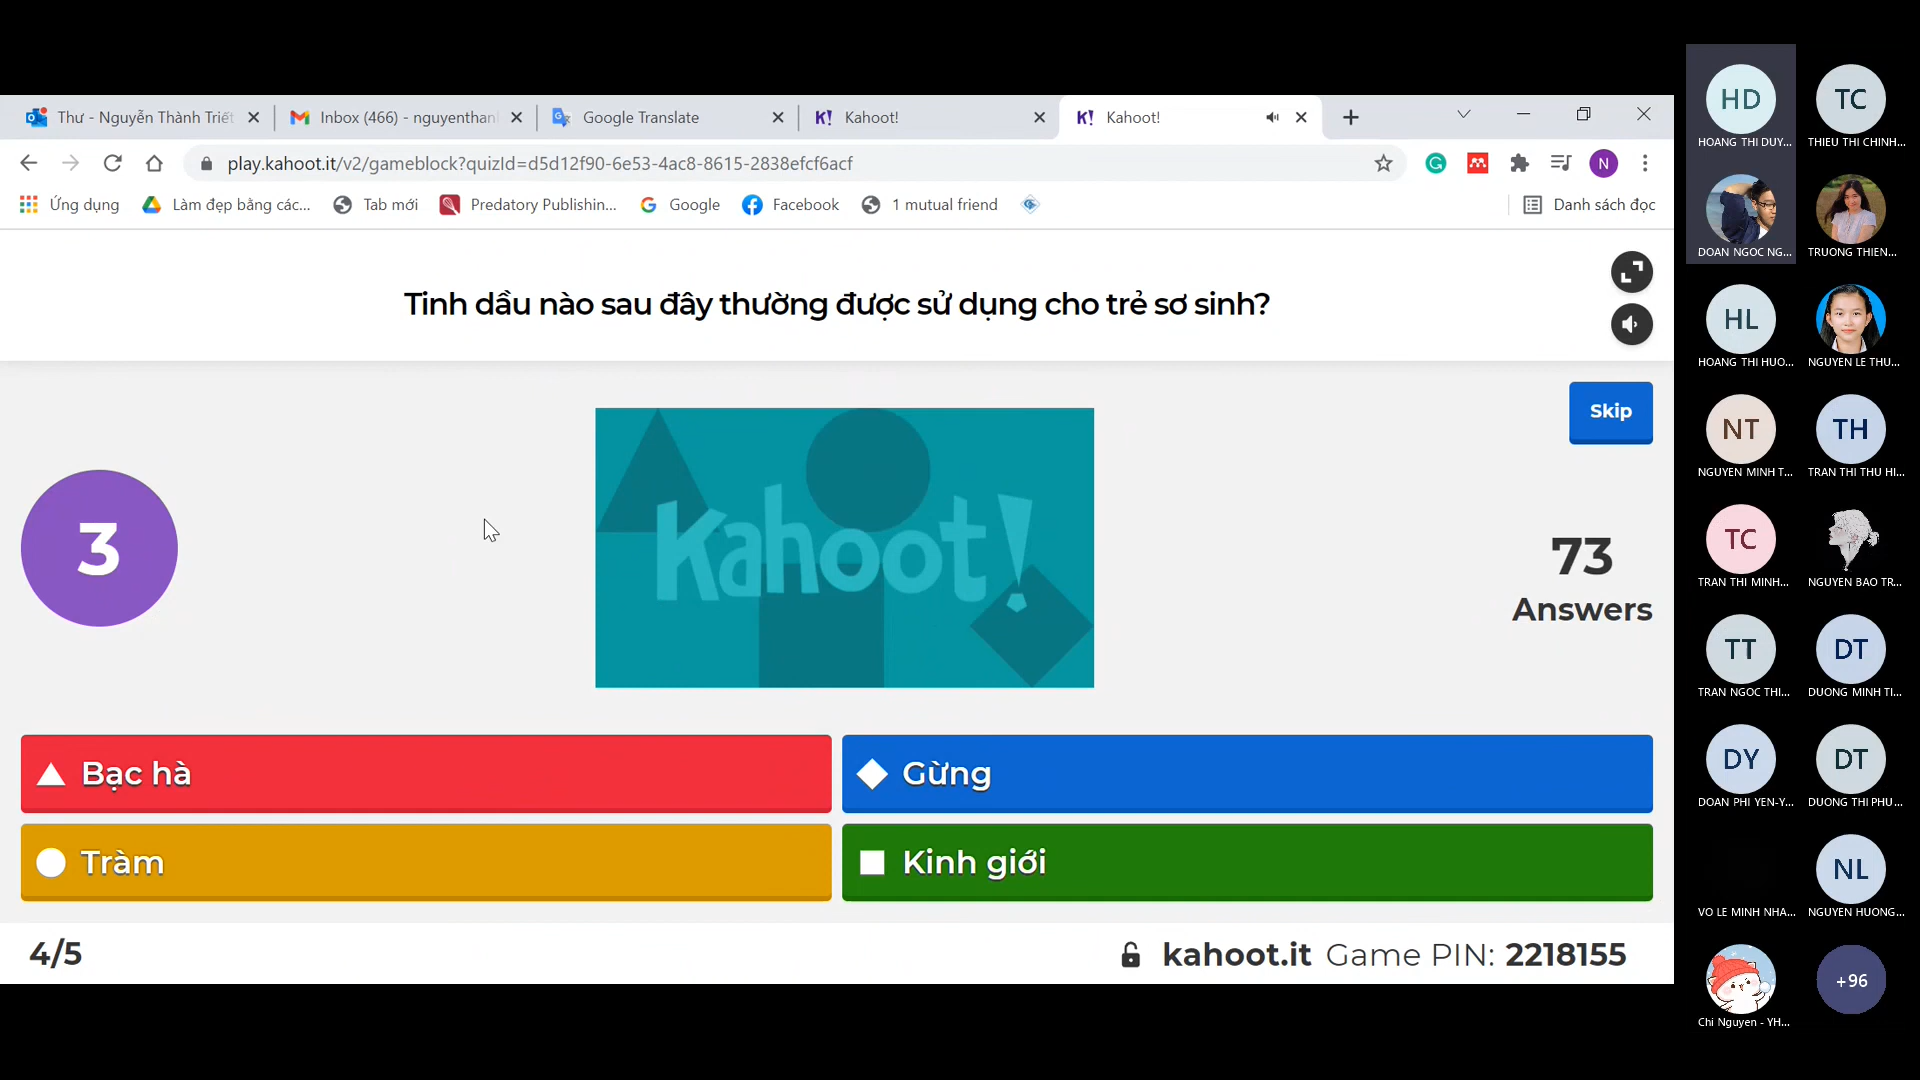 Thư - Nguyễn Thành Triết
Inbox (466) - nguyenthan
Google Translate
Kahoot!
Kahoot!
play.kahoot.it/v2/gameblock?quizId=d5d12f90-6e53-4ac8-8615-2838efcf6acf
N
Ứng dụng
Làm đẹp bằng các...
Tab mới
Predatory Publishin...
Google
Facebook
1 mutual friend
Danh sách đọc
Tinh dầu nào sau đây thường được sử dụng cho trẻ sơ sinh?
Skip
3
Kahoot!
73
Answers
Bạc hà
Gừng
Tràm
Kinh giới
4/5
kahoot.it Game PIN: 2218155
HD
TC
HOANG THI DUY...
THIEU THI CHINH...
DOAN NGOC NG...
TRUONG THIEN...
HL
HOANG THI HUO...
NGUYEN LE THU...
NT
TH
NGUYEN MINH T...
TRAN THI THU HI...
TC
TRAN THI MINH...
NGUYEN BAO TR...
TT
DT
TRAN NGOC THI...
DUONG MINH TI...
DY
DT
DOAN PHI YEN-Y...
DUONG THI PHU...
NL
VO LE MINH NHA...
NGUYEN HUONG...
+96
Chi Nguyen - YH...